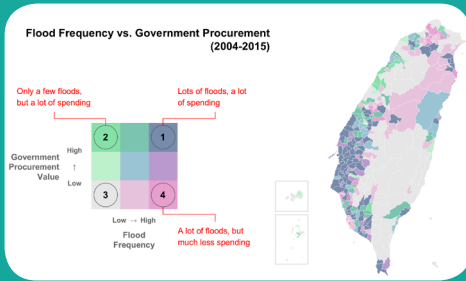 Flood Frequency vs. Government Procurement
(2004-2015)
Only a few floods,
but a lot of spending
Lots of floods, a lot
of spending
2
1
Government
Procurement
Value
High
↑
Low
3
4
Low → High
Flood
Frequency
A lot of floods, but
much less spending